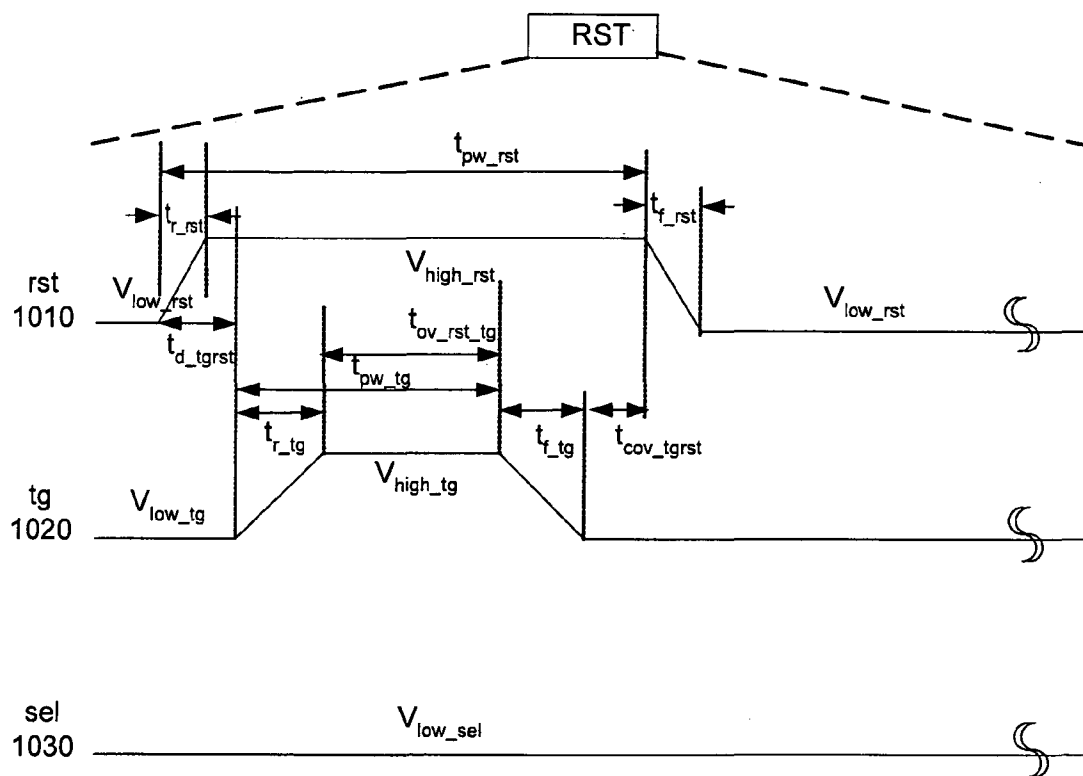 RST
t_pw_rst
t_r_rst
t_f_rst
rst
1010
V_low_rst
V_high_rst
V_low_rst
t_d_tgrst
t_ov_rst_tg
t_pw_tg
t_r_tg
t_f_tg
t_cov_tgrst
tg
1020
V_low_tg
V_high_tg
sel
1030
V_low_sel